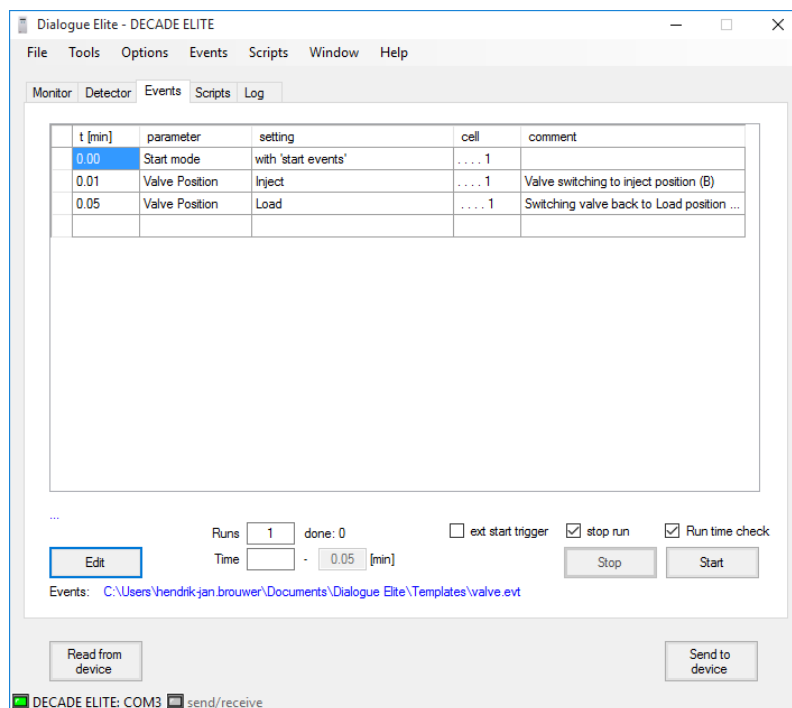 Dialogue Elite - DECADE ELITE
File Tools Options Events Scripts Window Help
Monitor Detector Events Scripts Log
t [min] parameter setting cell comment
0.00 Start mode with 'start events' . . . . 1
0.01 Valve Position Inject . . . . 1 Valve switching to inject position (B)
0.05 Valve Position Load . . . . 1 Switching valve back to Load position ...
...
Runs 1 done: 0 ext start trigger stop run Run time check
Edit Time - 0.05 [min] Stop Start
Events: C:\Users\hendrik-jan.brouwer\Documents\Dialogue Elite\Templates\valve.evt
Read from device Send to device
DECADE ELITE: COM3 send/receive